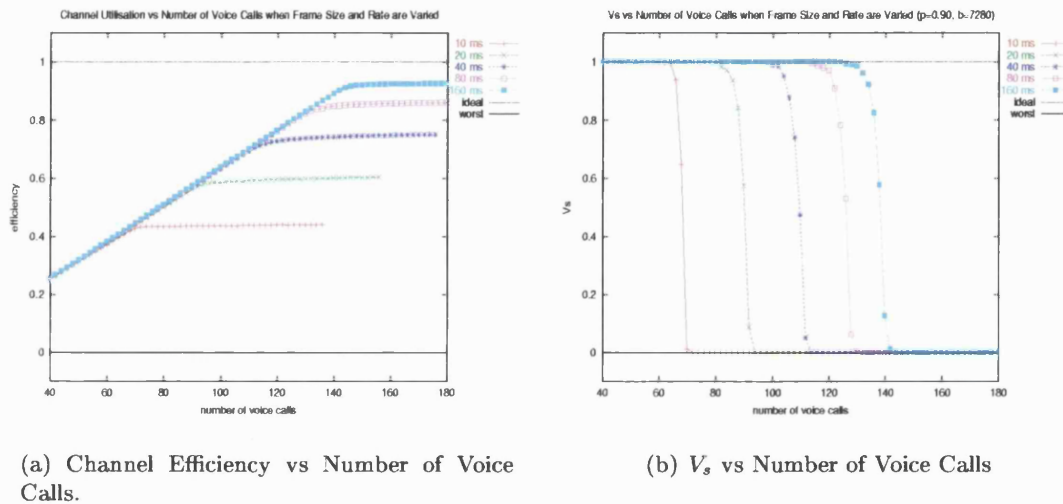 Channel Utilisation vs Number of Voice Calls when Frame Size and Rate are Varied
10 ms
20 ms
40 ms
80 ms
160 ms
ideal
worst
1
0.8
0.6
0.4
0.2
0
efficiency
40 60 80 100 120 140 160 180
number of voice calls
(a) Channel Efficiency vs Number of Voice
Calls.
Vs vs Number of Voice Calls when Frame Size and Rate are Varied (p=0.90, b=7280)
10 ms
20 ms
40 ms
80 ms
160 ms
ideal
worst
1
0.8
0.6
0.4
0.2
0
Vs
40 60 80 100 120 140 160 180
number of voice calls
(b) Vₛ vs Number of Voice Calls